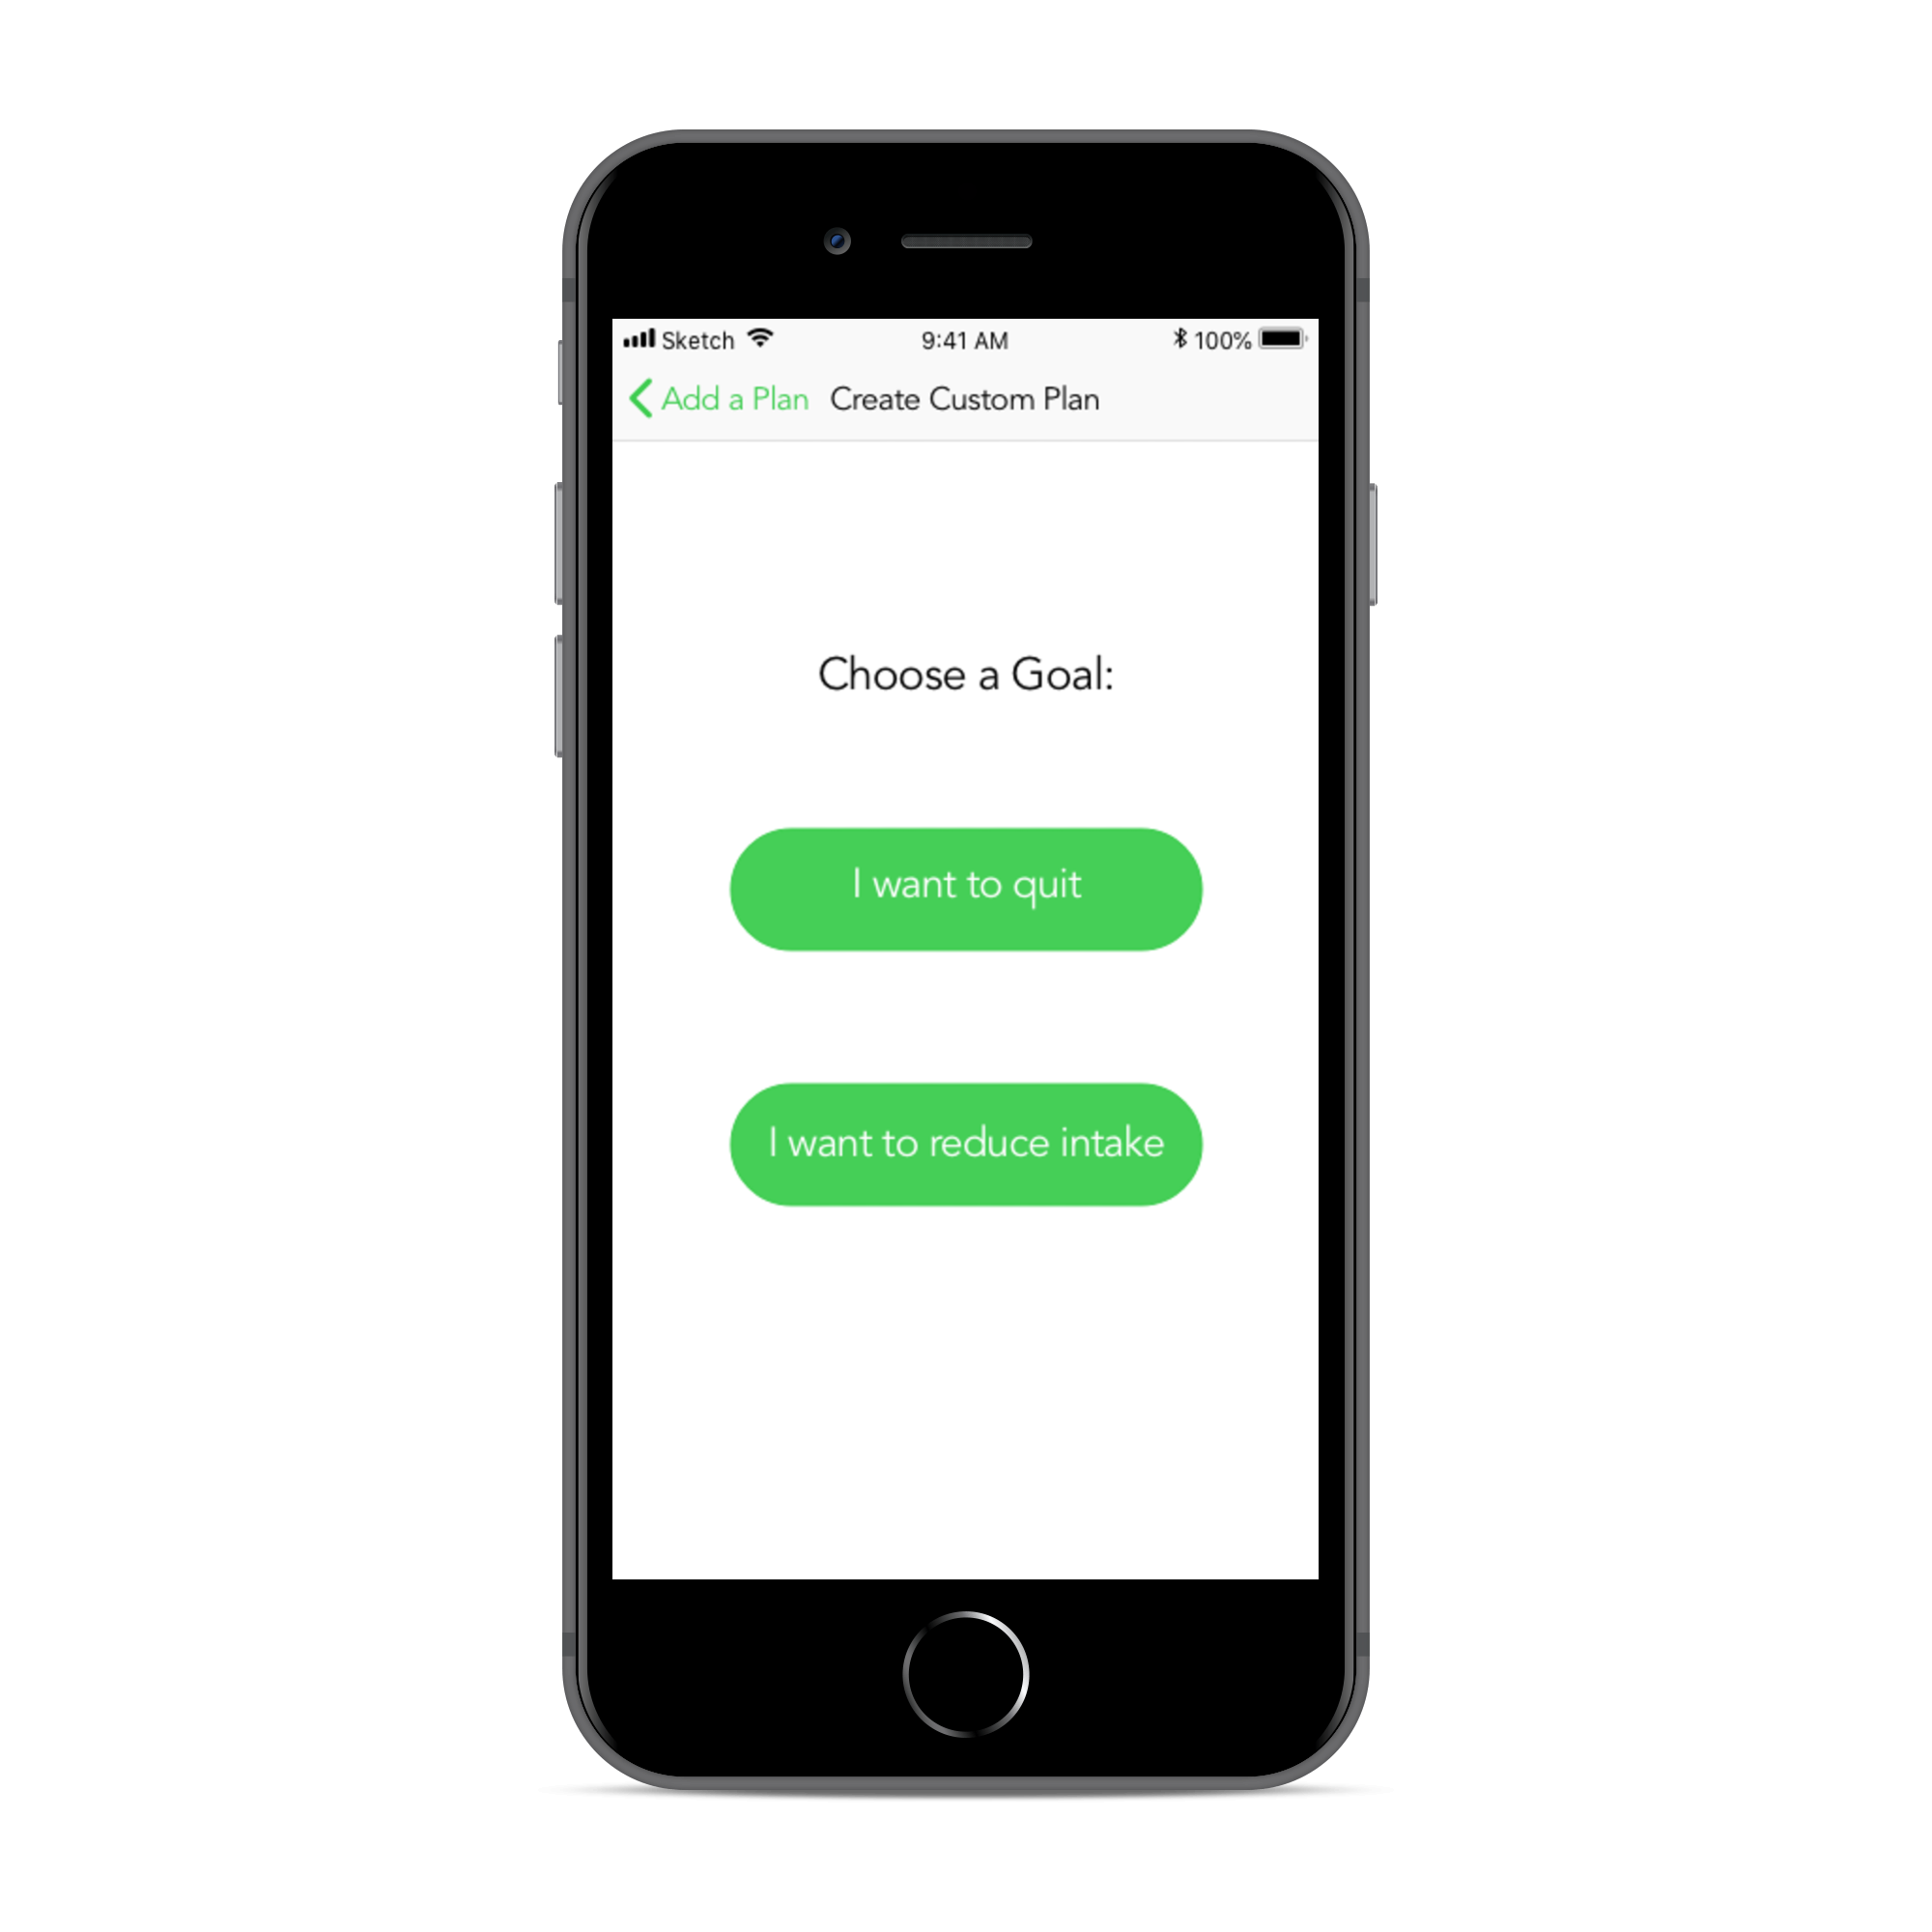 Sketch 9:41 AM 100%
Add a Plan Create Custom Plan
Choose a Goal:
I want to quit
I want to reduce intake